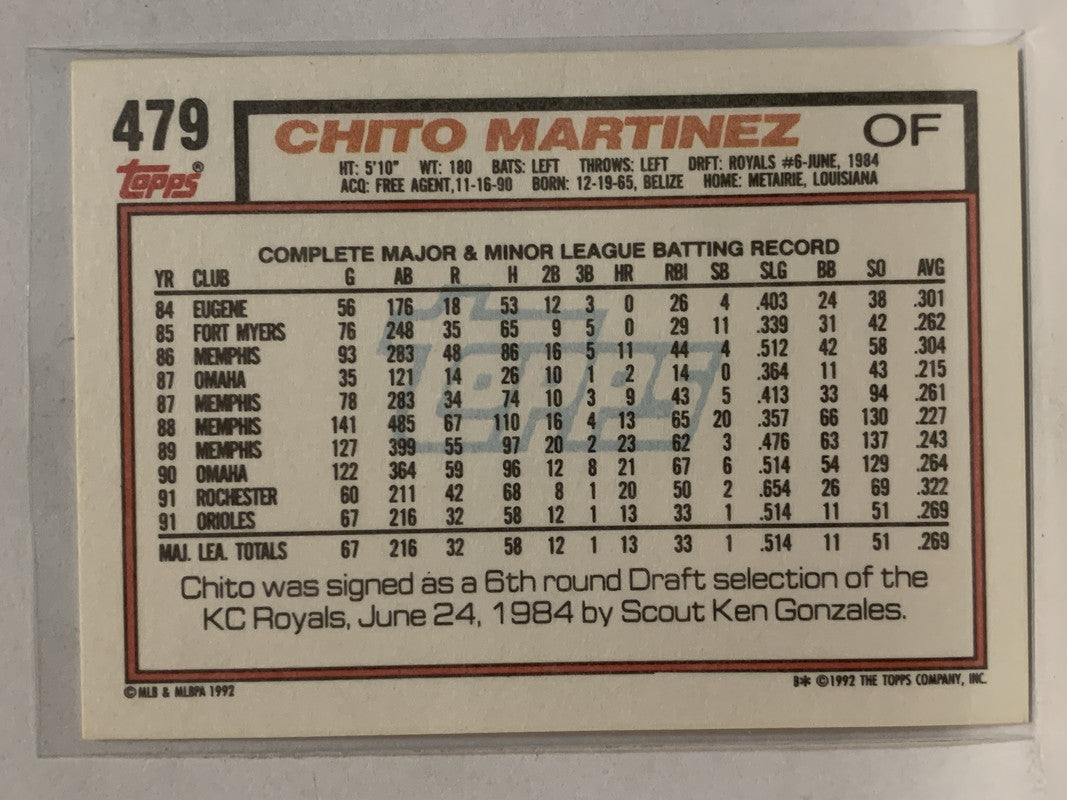 479
CHITO MARTINEZ OF
Topps®
HT: 5'10" WT: 180 BATS: LEFT THROWS: LEFT DRFT: ROYALS #6-JUNE, 1984
ACQ: FREE AGENT,11-16-90 BORN: 12-19-65, BELIZE HOME: METAIRIE, LOUISIANA
COMPLETE MAJOR & MINOR LEAGUE BATTING RECORD
YR CLUB G AB R H 2B 3B HR RBI SB SLG BB SO AVG
84 EUGENE 56 176 18 53 12 3 0 26 4 .403 24 38 .301
85 FORT MYERS 76 248 35 65 9 5 0 29 11 .339 31 42 .262
86 MEMPHIS 93 283 48 86 16 5 11 44 4 .512 42 58 .304
87 OMAHA 35 121 14 26 10 1 2 14 0 .364 11 43 .215
87 MEMPHIS 78 283 34 74 10 3 9 43 5 .413 33 94 .261
88 MEMPHIS 141 485 67 110 16 4 13 65 20 .357 66 130 .227
89 MEMPHIS 127 399 55 97 20 2 23 62 3 .476 63 137 .243
90 OMAHA 122 364 59 96 12 8 21 67 6 .514 54 129 .264
91 ROCHESTER 60 211 42 68 8 1 20 50 2 .654 26 69 .322
91 ORIOLES 67 216 32 58 12 1 13 33 1 .514 11 51 .269
MAJ. LEA. TOTALS 67 216 32 58 12 1 13 33 1 .514 11 51 .269
Topps
Chito was signed as a 6th round Draft selection of the
KC Royals, June 24, 1984 by Scout Ken Gonzales.
© MLB & MLBPA 1992
B* ©1992 THE TOPPS COMPANY, INC.